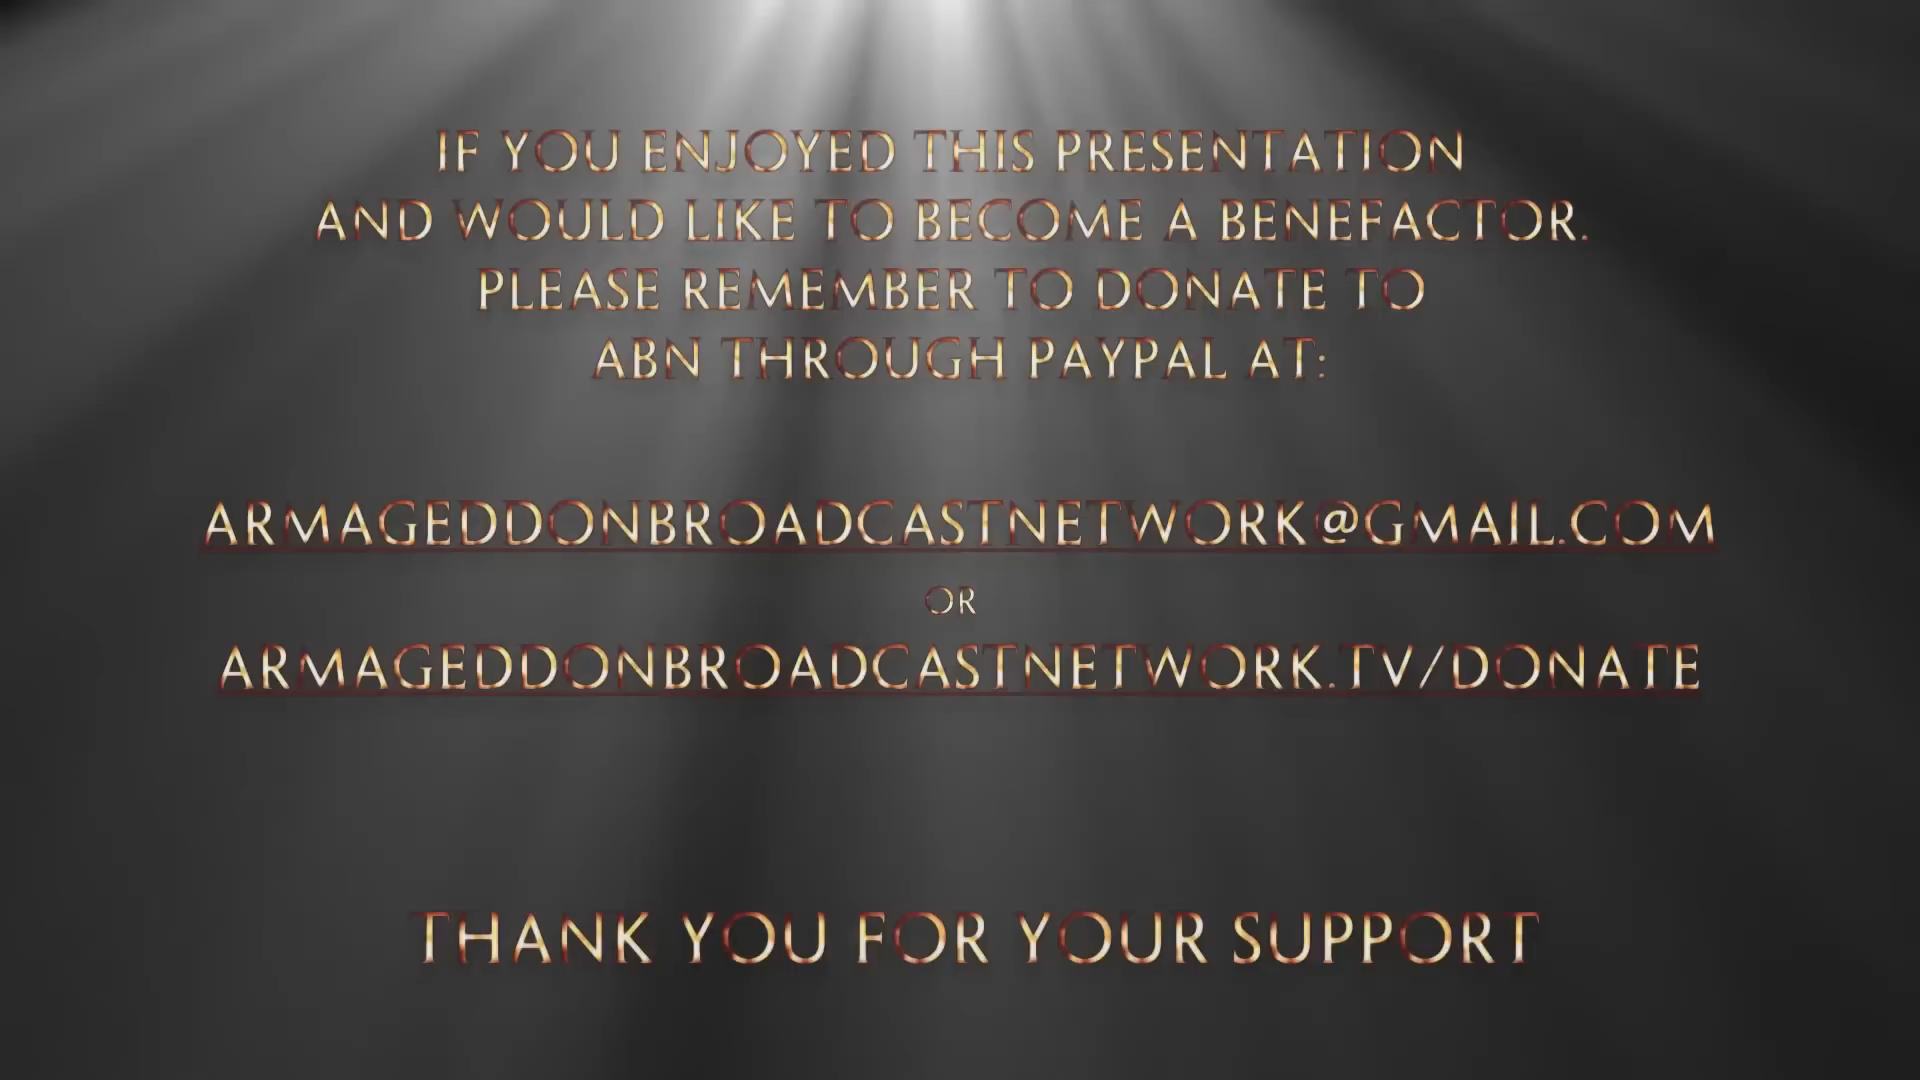 IF YOU ENJOYED THIS PRESENTATION
AND WOULD LIKE TO BECOME A BENEFACTOR.
PLEASE REMEMBER TO DONATE TO
ABN THROUGH PAYPAL AT:
ARMAGEDDONBROADCASTNETWORK@GMAIL.COM
OR
ARMAGEDDONBROADCASTNETWORK.TV/DONATE
THANK YOU FOR YOUR SUPPORT